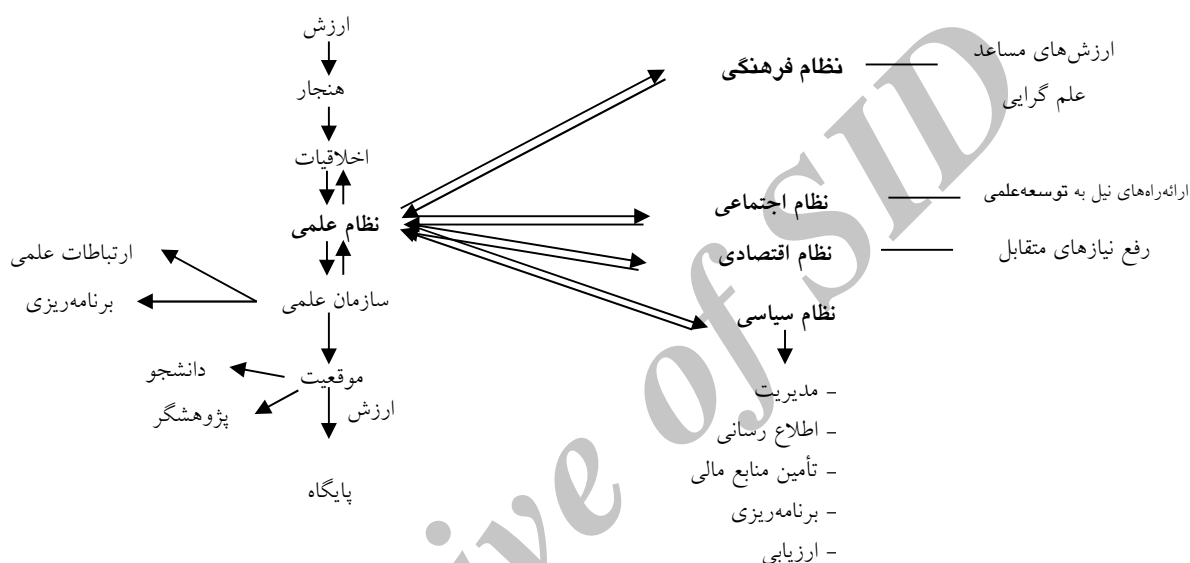 ارزش
هنجار
اخلاقیات
نظام علمی
سازمان علمی
ارتباطات علمی
برنامه‌ریزی
موقعیت
دانشجو
پژوهشگر
ارزش
پایگاه
نظام فرهنگی
ارزش‌های مساعد
علم گرایی
نظام اجتماعی
ارائه‌راه‌های نیل به توسعه‌علمی
نظام اقتصادی
رفع نیازهای متقابل
نظام سیاسی
- مدیریت
- اطلاع رسانی
- تأمین منابع مالی
- برنامه‌ریزی
- ارزیابی
ive of SID